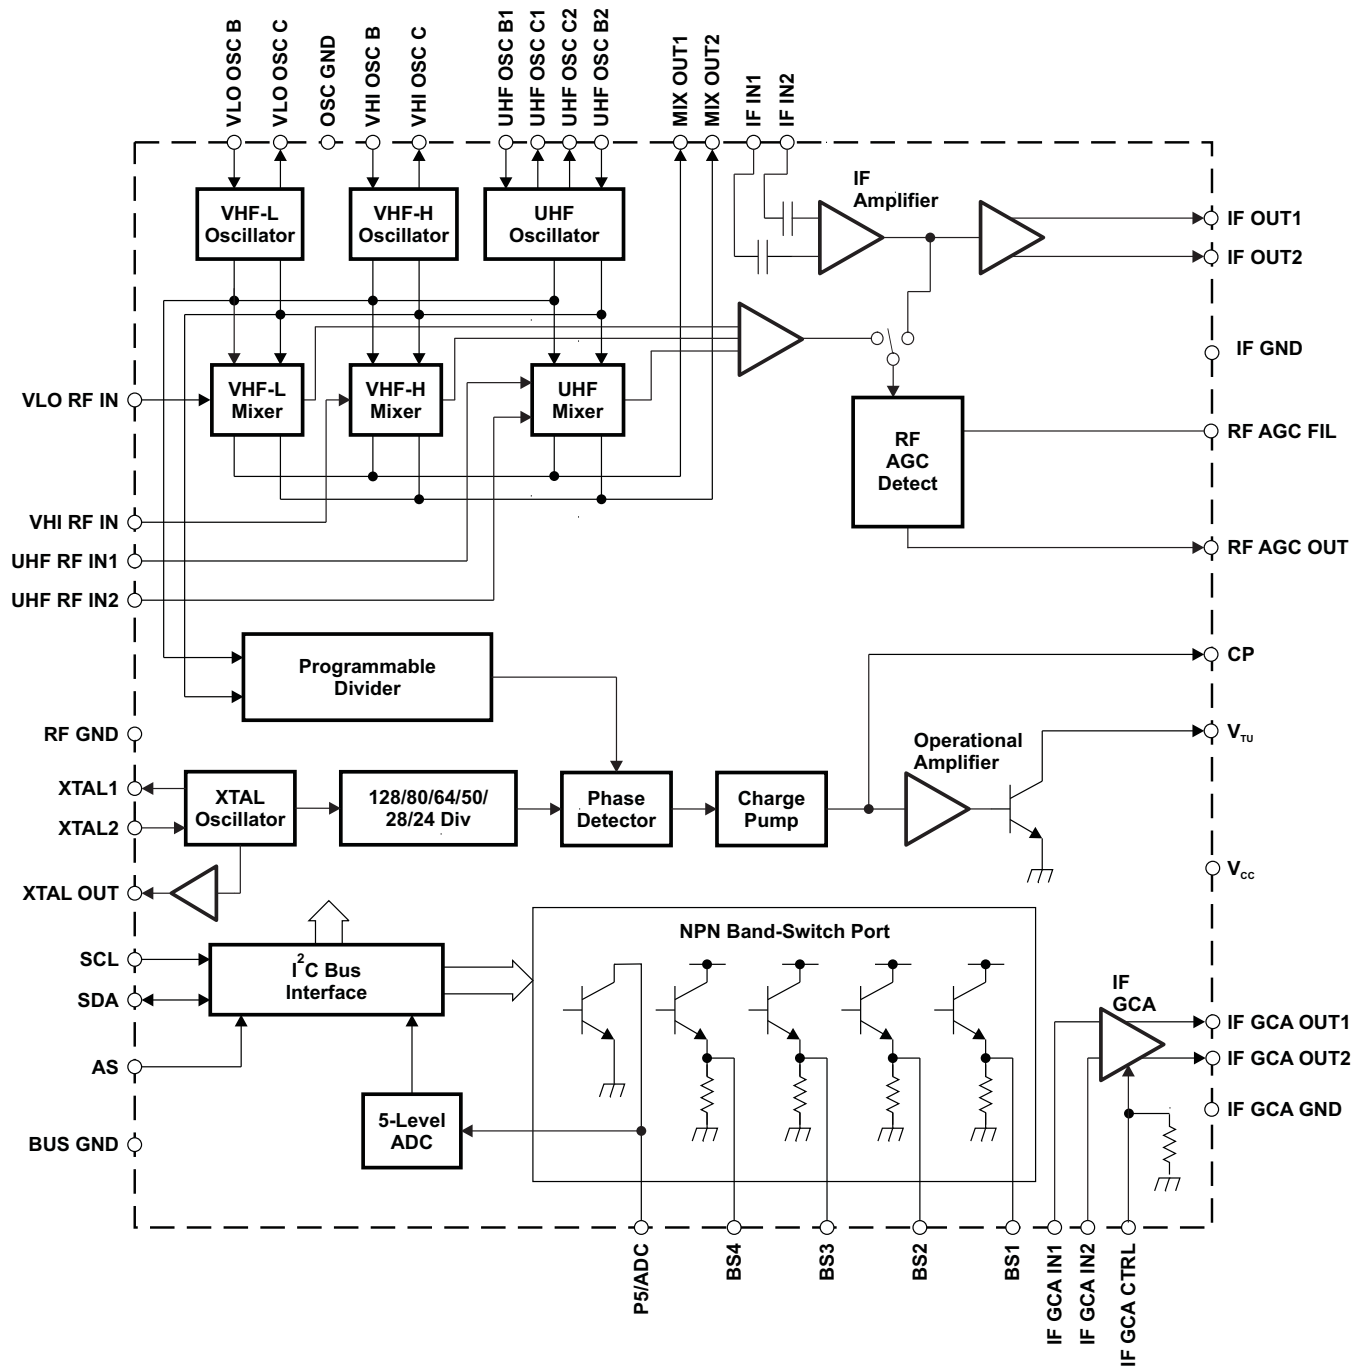 VLO OSC B
VLO OSC C
OSC GND
VHI OSC B
VHI OSC C
UHF OSC B1
UHF OSC C1
UHF OSC C2
UHF OSC B2
MIX OUT1
MIX OUT2
IF IN1
IF IN2
VHF-L
Oscillator
VHF-H
Oscillator
UHF
Oscillator
IF
Amplifier
IF OUT1
IF OUT2
IF GND
VLO RF IN
VHF-L
Mixer
VHF-H
Mixer
UHF
Mixer
RF
AGC
Detect
RF AGC FIL
VHI RF IN
UHF RF IN1
UHF RF IN2
RF AGC OUT
Programmable
Divider
CP
RF GND
Operational
Amplifier
VTU
XTAL1
XTAL2
XTAL
Oscillator
128/80/64/50/
28/24 Div
Phase
Detector
Charge
Pump
VCC
XTAL OUT
NPN Band-Switch Port
SCL
SDA
I2C Bus
Interface
IF
GCA
IF GCA OUT1
IF GCA OUT2
AS
5-Level
ADC
IF GCA GND
BUS GND
P5/ADC
BS4
BS3
BS2
BS1
IF GCA IN1
IF GCA IN2
IF GCA CTRL